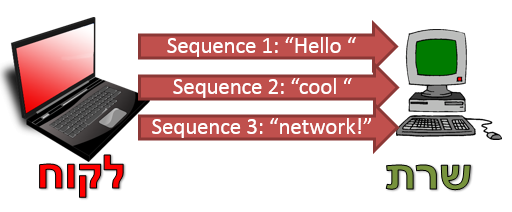 Sequence 1: “Hello “
Sequence 2: “cool “
Sequence 3: “network!”
לקוח
שרת